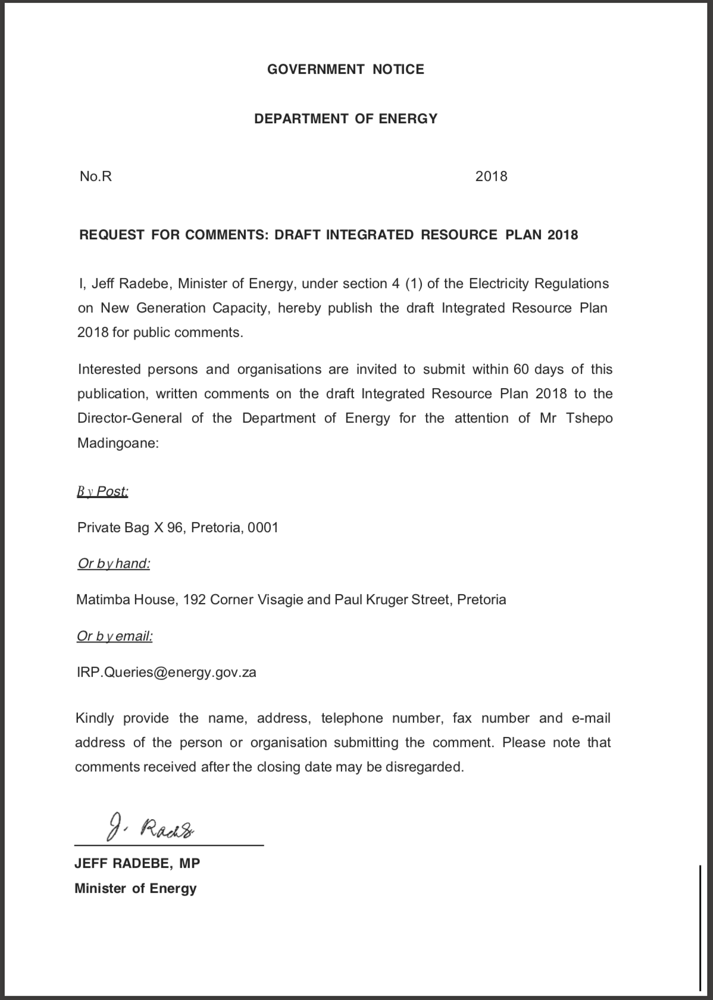 GOVERNMENT NOTICE
DEPARTMENT OF ENERGY
No.R 2018
REQUEST FOR COMMENTS: DRAFT INTEGRATED RESOURCE PLAN 2018
I, Jeff Radebe, Minister of Energy, under section 4 (1) of the Electricity Regulations
on New Generation Capacity, hereby publish the draft Integrated Resource Plan
2018 for public comments.
Interested persons and organisations are invited to submit within 60 days of this
publication, written comments on the draft Integrated Resource Plan 2018 to the
Director-General of the Department of Energy for the attention of Mr Tshepo
Madingoane:
By Post:
Private Bag X 96, Pretoria, 0001
Or by hand:
Matimba House, 192 Corner Visagie and Paul Kruger Street, Pretoria
Or by email:
IRP.Queries@energy.gov.za
Kindly provide the name, address, telephone number, fax number and e-mail
address of the person or organisation submitting the comment. Please note that
comments received after the closing date may be disregarded.
JEFF RADEBE, MP
Minister of Energy